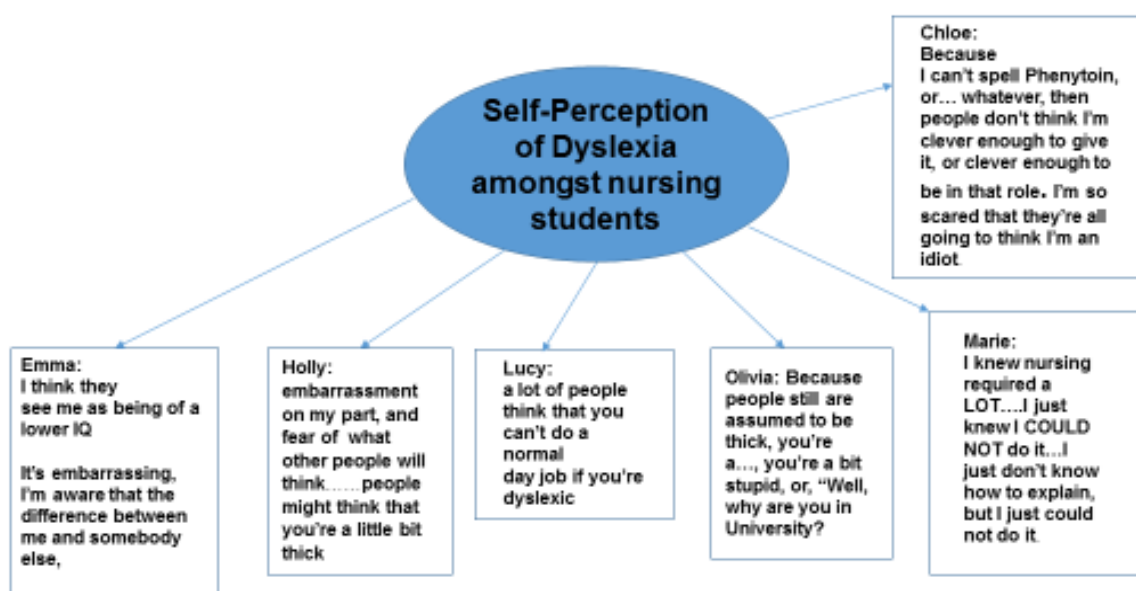 Self-Perception
of Dyslexia
amongst nursing
students
Chloe:
Because
I can't spell Phenytoin,
or... whatever, then
people don't think I'm
clever enough to give
it, or clever enough to
be in that role. I'm so
scared that they're all
going to think I'm an
idiot.
Emma:
I think they
see me as being of a
lower IQ
It's embarrassing,
I'm aware that the
difference between
me and somebody
else,
Holly:
embarrassment
on my part, and
fear of what
other people will
think......people
might think that
you're a little bit
thick
Lucy:
a lot of people
think that you
can't do a
normal
day job if you're
dyslexic
Olivia: Because
people still are
assumed to be
thick, you're
a..., you're a bit
stupid, or, "Well,
why are you in
University?
Marie:
I knew nursing
required a
LOT....I just
knew I COULD
NOT do it...I
just don't know
how to explain,
but I just could
not do it.